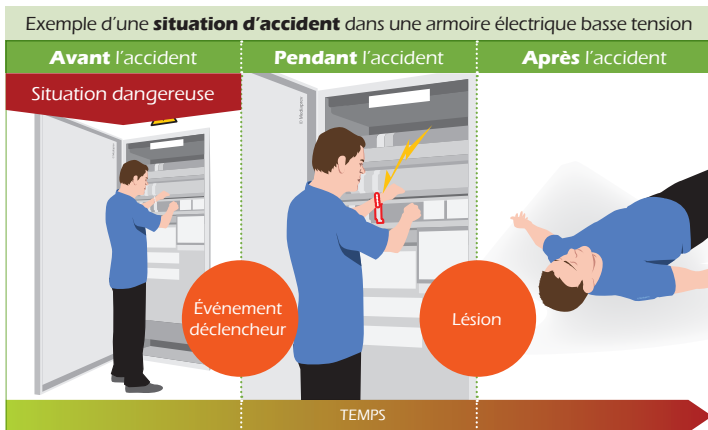 Exemple d'une situation d'accident dans une armoire électrique basse tension
Avant l'accident
Pendant l'accident
Après l'accident
Situation dangereuse
© Mediapro
Événement
déclencheur
Lésion
TEMPS